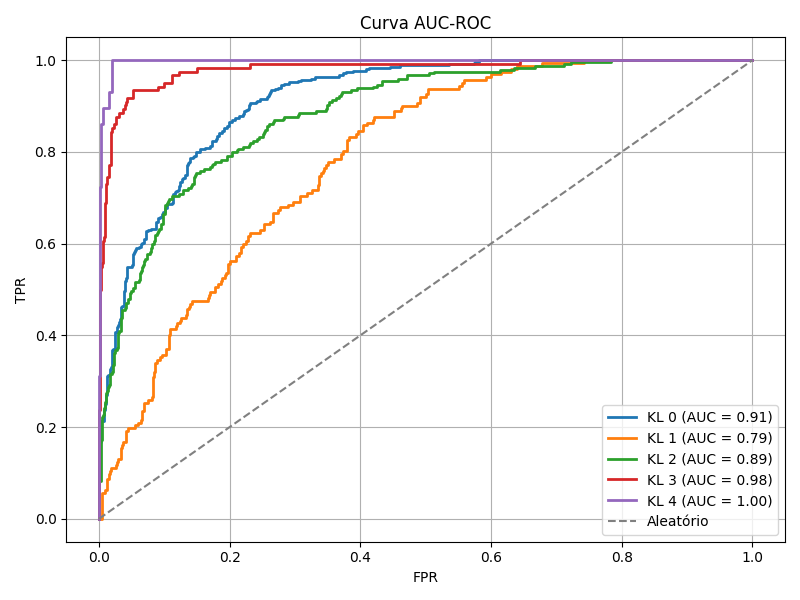 Curva AUC-ROC
TPR
1.0
0.8
0.6
0.4
0.2
0.0
KL 0 (AUC = 0.91)
KL 1 (AUC = 0.79)
KL 2 (AUC = 0.89)
KL 3 (AUC = 0.98)
KL 4 (AUC = 1.00)
Aleatório
0.0 0.2 0.4 0.6 0.8 1.0
FPR